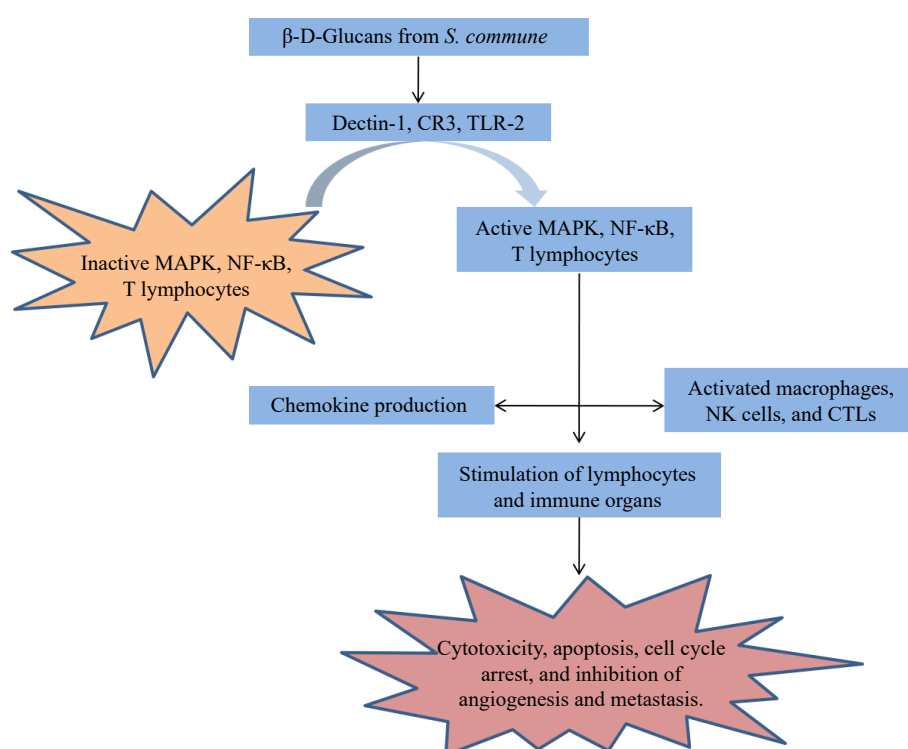 β-D-Glucans from S. commune
Dectin-1, CR3, TLR-2
Inactive MAPK, NF-κB,
T lymphocytes
Active MAPK, NF-κB,
T lymphocytes
Chemokine production
Activated macrophages,
NK cells, and CTLs
Stimulation of lymphocytes
and immune organs
Cytotoxicity, apoptosis, cell cycle
arrest, and inhibition of
angiogenesis and metastasis.